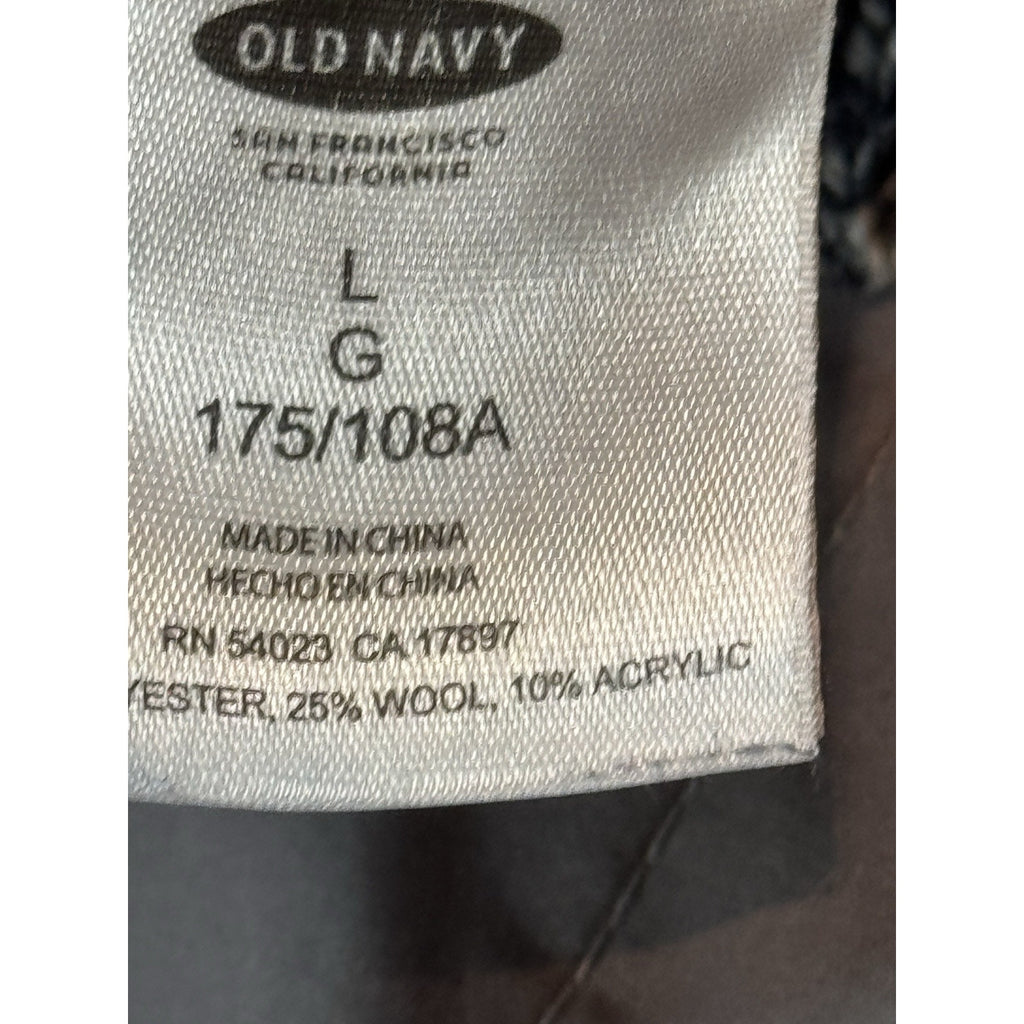 OLD NAVY
SAN FRANCISCO
CALIFORNIA
L
G
175/108A
MADE IN CHINA
HECHO EN CHINA
RN 54023 CA 17897
YESTER, 25% WOOL, 10% ACRYLIC